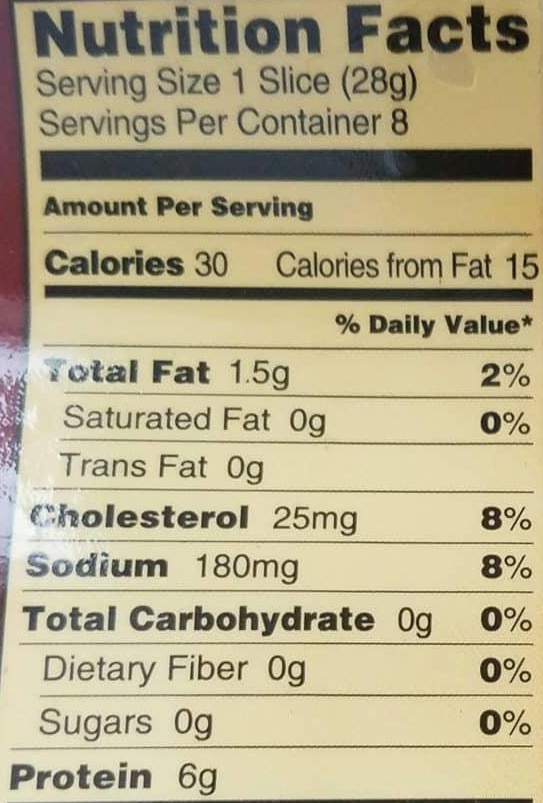 Nutrition Facts
Serving Size 1 Slice (28g)
Servings Per Container 8
Amount Per Serving
Calories 30 Calories from Fat 15
% Daily Value*
Total Fat 1.5g 2%
Saturated Fat 0g 0%
Trans Fat 0g
Cholesterol 25mg 8%
Sodium 180mg 8%
Total Carbohydrate 0g 0%
Dietary Fiber 0g 0%
Sugars 0g 0%
Protein 6g